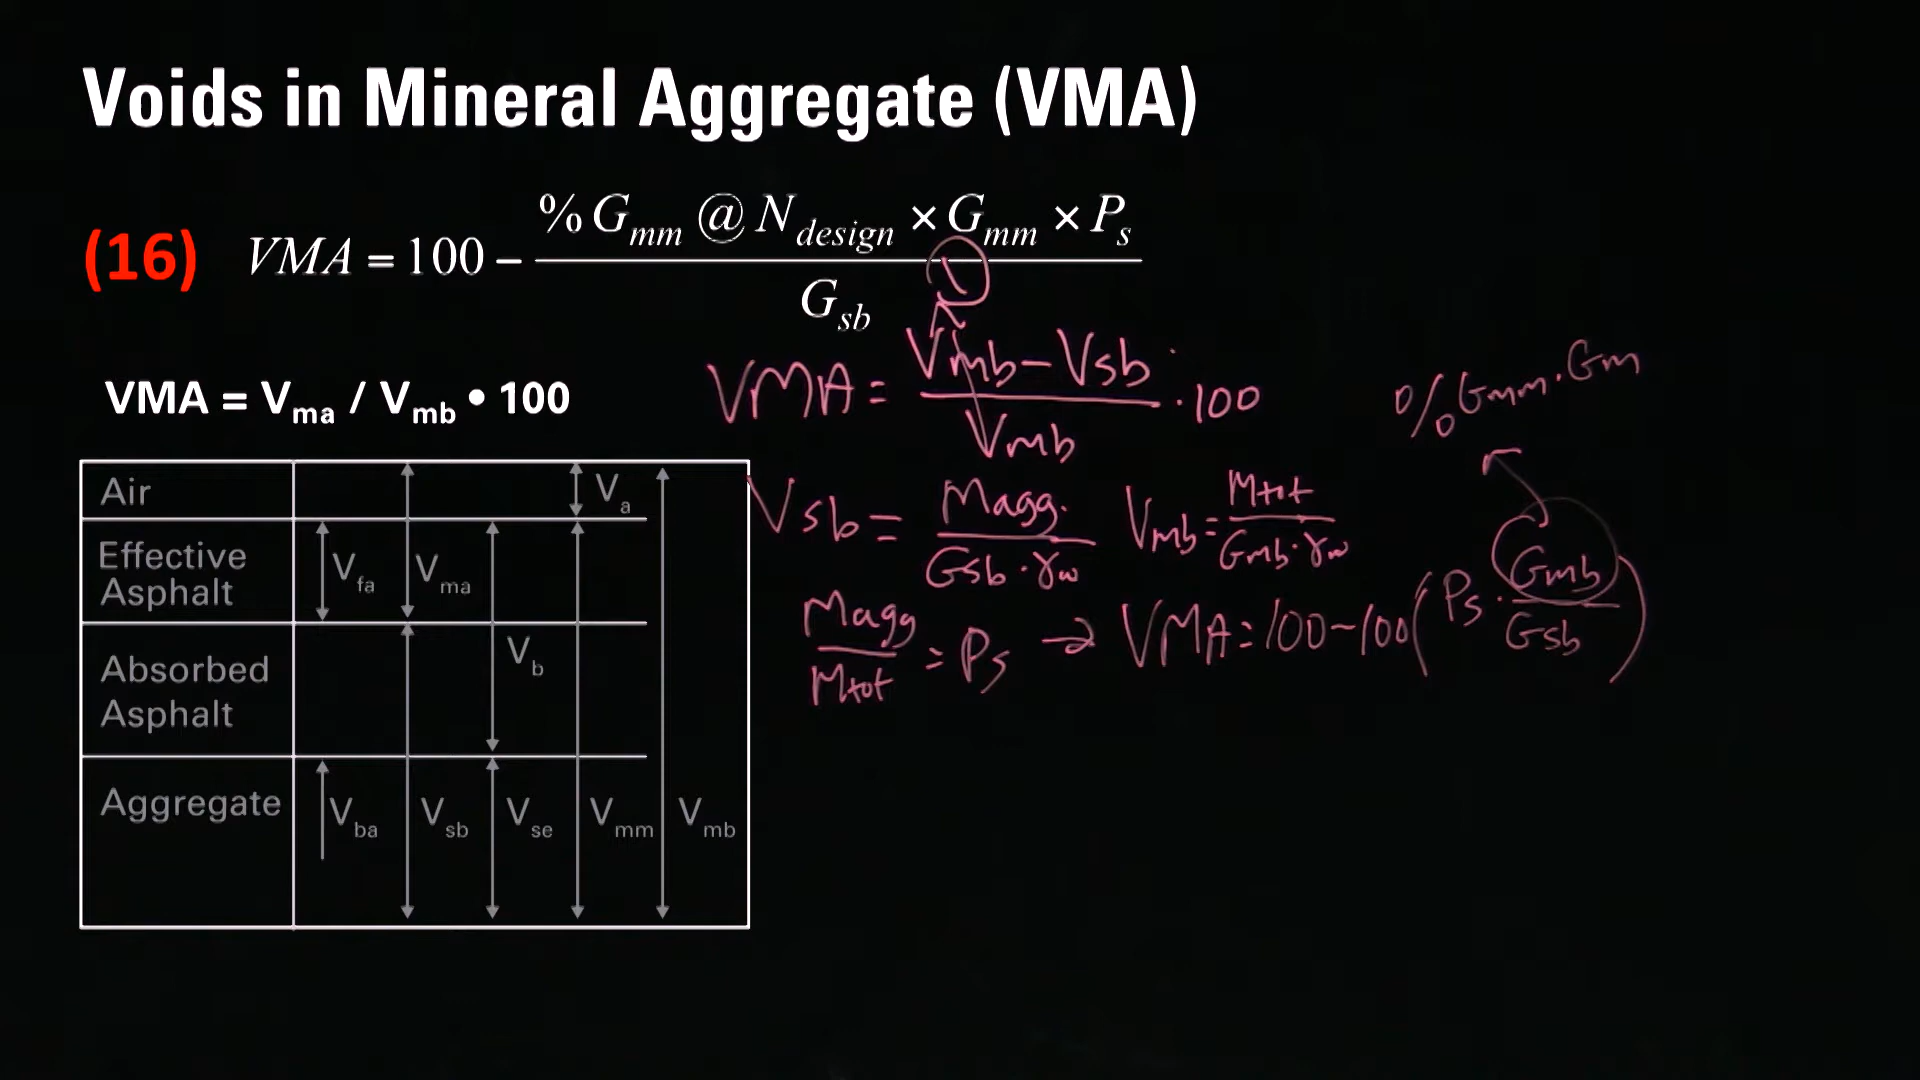 Voids in Mineral Aggregate (VMA)
(16) VMA = 100 - % Gmm @ Ndesign × Gmm × Ps / Gsb
1
VMA = Vma / Vmb • 100
VMA = Vmb - Vsb / Vmb · 100
% Gmm · Gm
Vsb = Magg. / Gsb · γw
Vmb = Mtot / Gmb · γw
Magg / Mtot = Ps → VMA = 100 - 100 ( Ps · Gmb / Gsb )
Air
Va
Effective
Asphalt
Vfa
Vma
Absorbed
Asphalt
Vb
Aggregate
Vba
Vsb
Vse
Vmm
Vmb